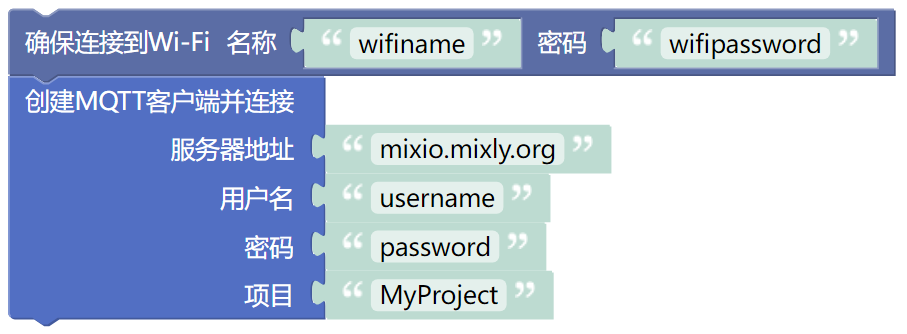 确保连接到Wi-Fi 名称 “ wifiname ” 密码 “ wifipassword ”
创建MQTT客户端并连接
服务器地址 “ mixio.mixly.org ”
用户名 “ username ”
密码 “ password ”
项目 “ MyProject ”